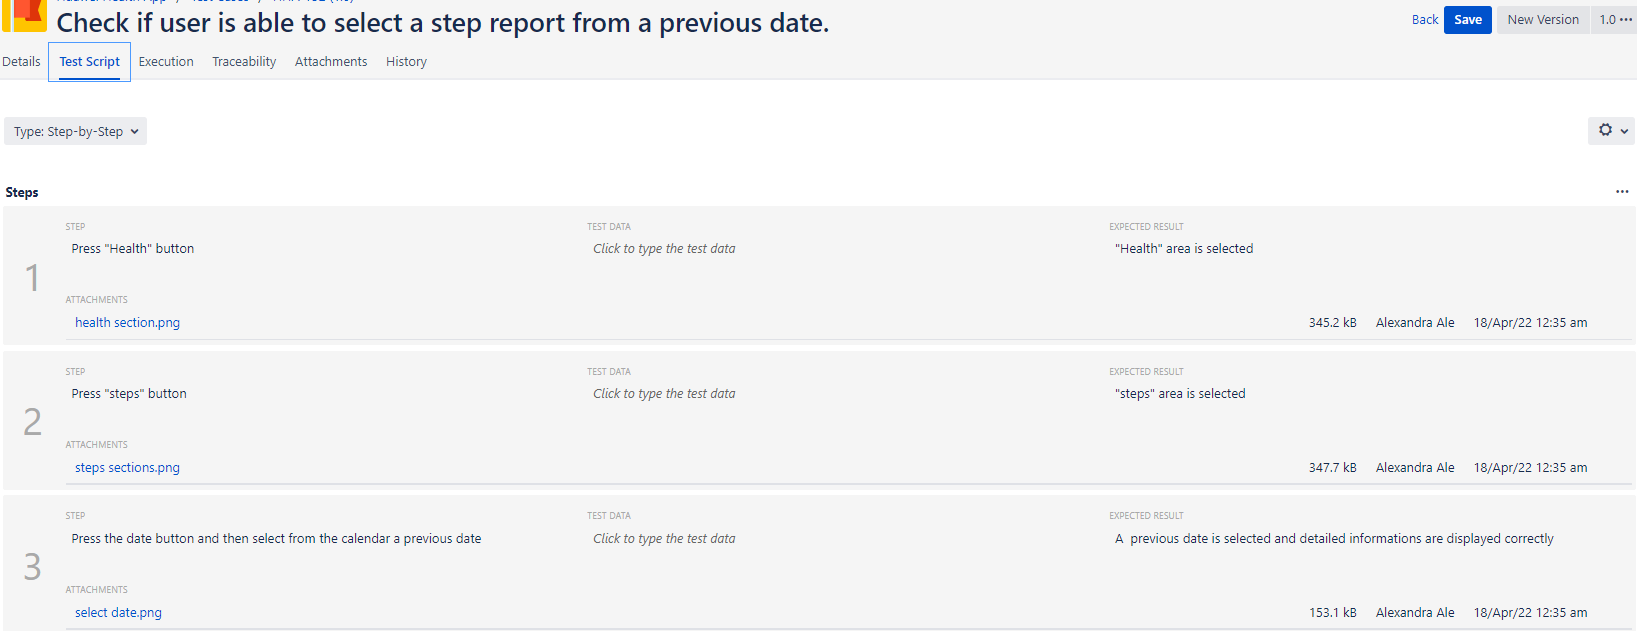 Check if user is able to select a step report from a previous date.
Back Save New Version 1.0 ···
Details Test Script Execution Traceability Attachments History
Type: Step-by-Step
Steps ···
STEP TEST DATA EXPECTED RESULT
Press "Health" button Click to type the test data "Health" area is selected
1
ATTACHMENTS
health section.png 345.2 kB Alexandra Ale 18/Apr/22 12:35 am
STEP TEST DATA EXPECTED RESULT
Press "steps" button Click to type the test data "steps" area is selected
2
ATTACHMENTS
steps sections.png 347.7 kB Alexandra Ale 18/Apr/22 12:35 am
STEP TEST DATA EXPECTED RESULT
Press the date button and then select from the calendar a previous date Click to type the test data A  previous date is selected and detailed informations are displayed correctly
3
ATTACHMENTS
select date.png 153.1 kB Alexandra Ale 18/Apr/22 12:35 am